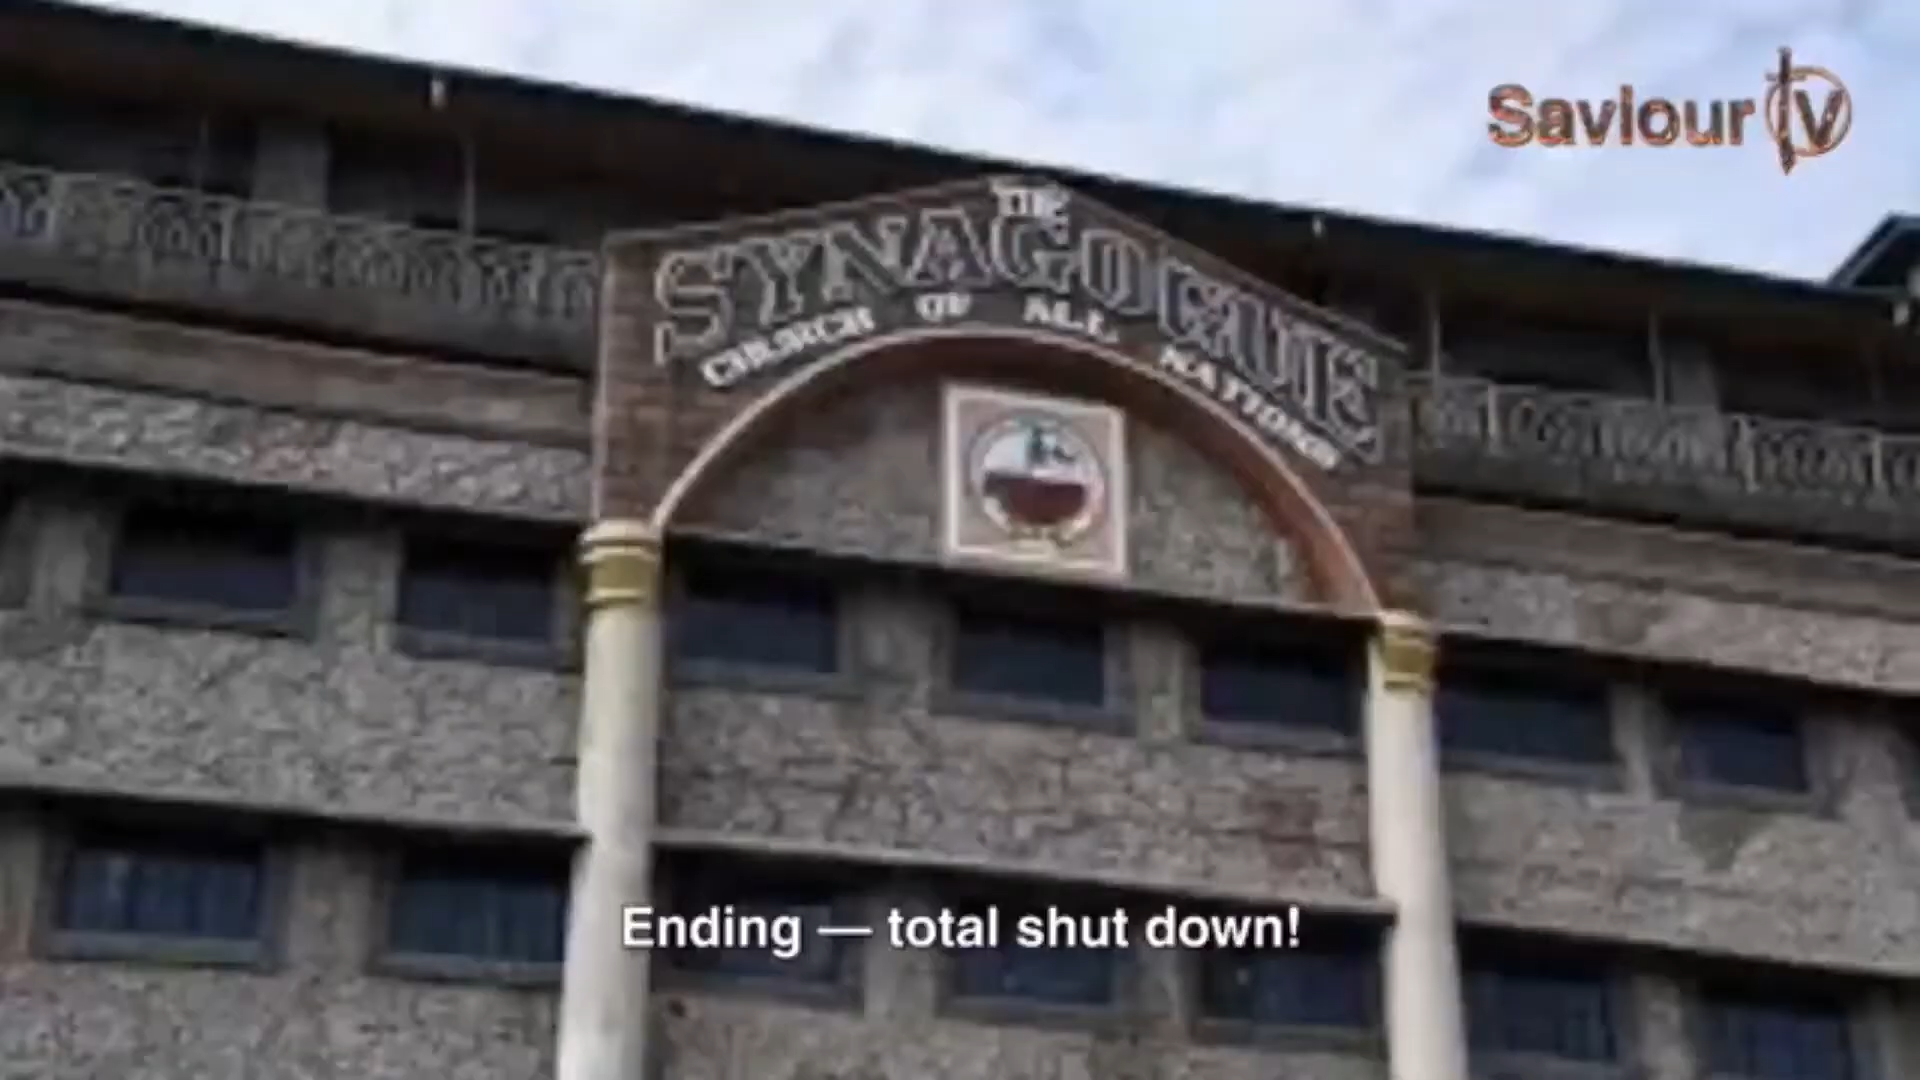 Saviour tv
THE
SYNAGOGUE
CHURCH OF ALL NATIONS
Ending — total shut down!